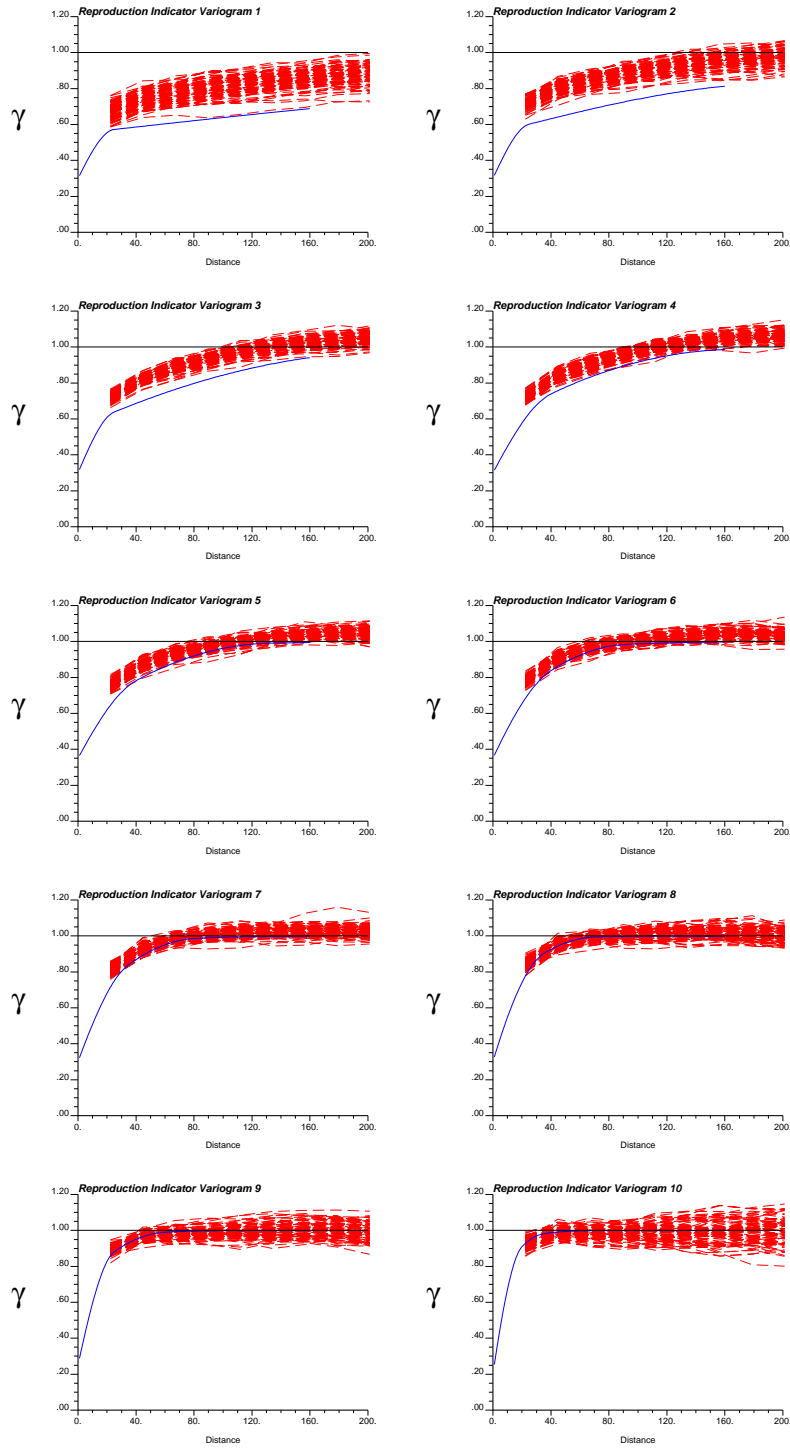 Reproduction Indicator Variogram 1
γ
1.00
.80
.60
.40
.20
.00
0. 40. 80. 120. 160. 200.
Distance
Reproduction Indicator Variogram 2
γ
1.00
.80
.60
.40
.20
.00
0. 40. 80. 120. 160. 200.
Distance
Reproduction Indicator Variogram 3
γ
1.20
1.00
.80
.60
.40
.20
.00
0. 40. 80. 120. 160. 200.
Distance
Reproduction Indicator Variogram 4
γ
1.20
1.00
.80
.60
.40
.20
.00
0. 40. 80. 120. 160. 200.
Distance
Reproduction Indicator Variogram 5
γ
1.20
1.00
.80
.60
.40
.20
.00
0. 40. 80. 120. 160. 200.
Distance
Reproduction Indicator Variogram 6
γ
1.20
1.00
.80
.60
.40
.20
.00
0. 40. 80. 120. 160. 200.
Distance
Reproduction Indicator Variogram 7
γ
1.20
1.00
.80
.60
.40
.20
.00
0. 40. 80. 120. 160. 200.
Distance
Reproduction Indicator Variogram 8
γ
1.20
1.00
.80
.60
.40
.20
.00
0. 40. 80. 120. 160. 200.
Distance
Reproduction Indicator Variogram 9
γ
1.20
1.00
.80
.60
.40
.20
.00
0. 40. 80. 120. 160. 200.
Distance
Reproduction Indicator Variogram 10
γ
1.20
1.00
.80
.60
.40
.20
.00
0. 40. 80. 120. 160. 200.
Distance